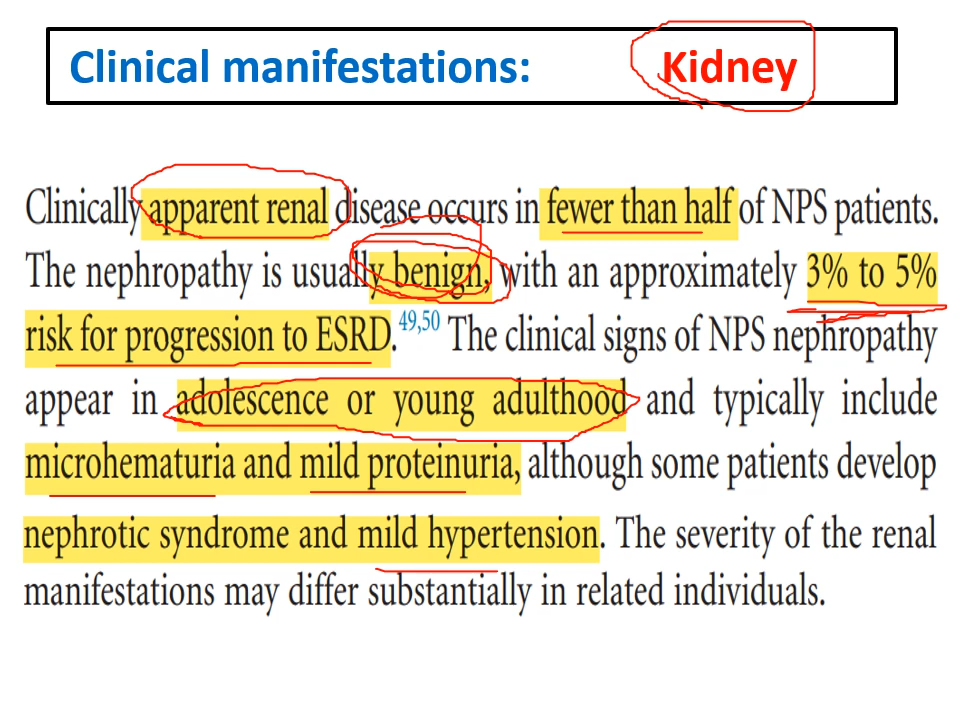 Clinical manifestations: Kidney
Clinically apparent renal disease occurs in fewer than half of NPS patients.
The nephropathy is usually benign, with an approximately 3% to 5%
risk for progression to ESRD.49,50 The clinical signs of NPS nephropathy
appear in adolescence or young adulthood and typically include
microhematuria and mild proteinuria, although some patients develop
nephrotic syndrome and mild hypertension. The severity of the renal
manifestations may differ substantially in related individuals.